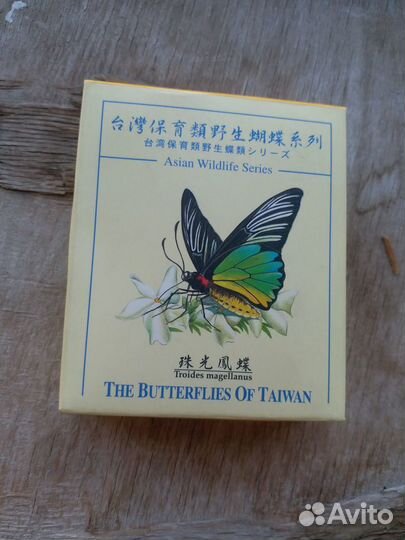 台灣保育類野生蝴蝶系列
台湾保育類野生蝶類シリーズ
Asian Wildlife Series
珠光鳳蝶
Troides magellanus
THE BUTTERFLIES OF TAIWAN
Avito